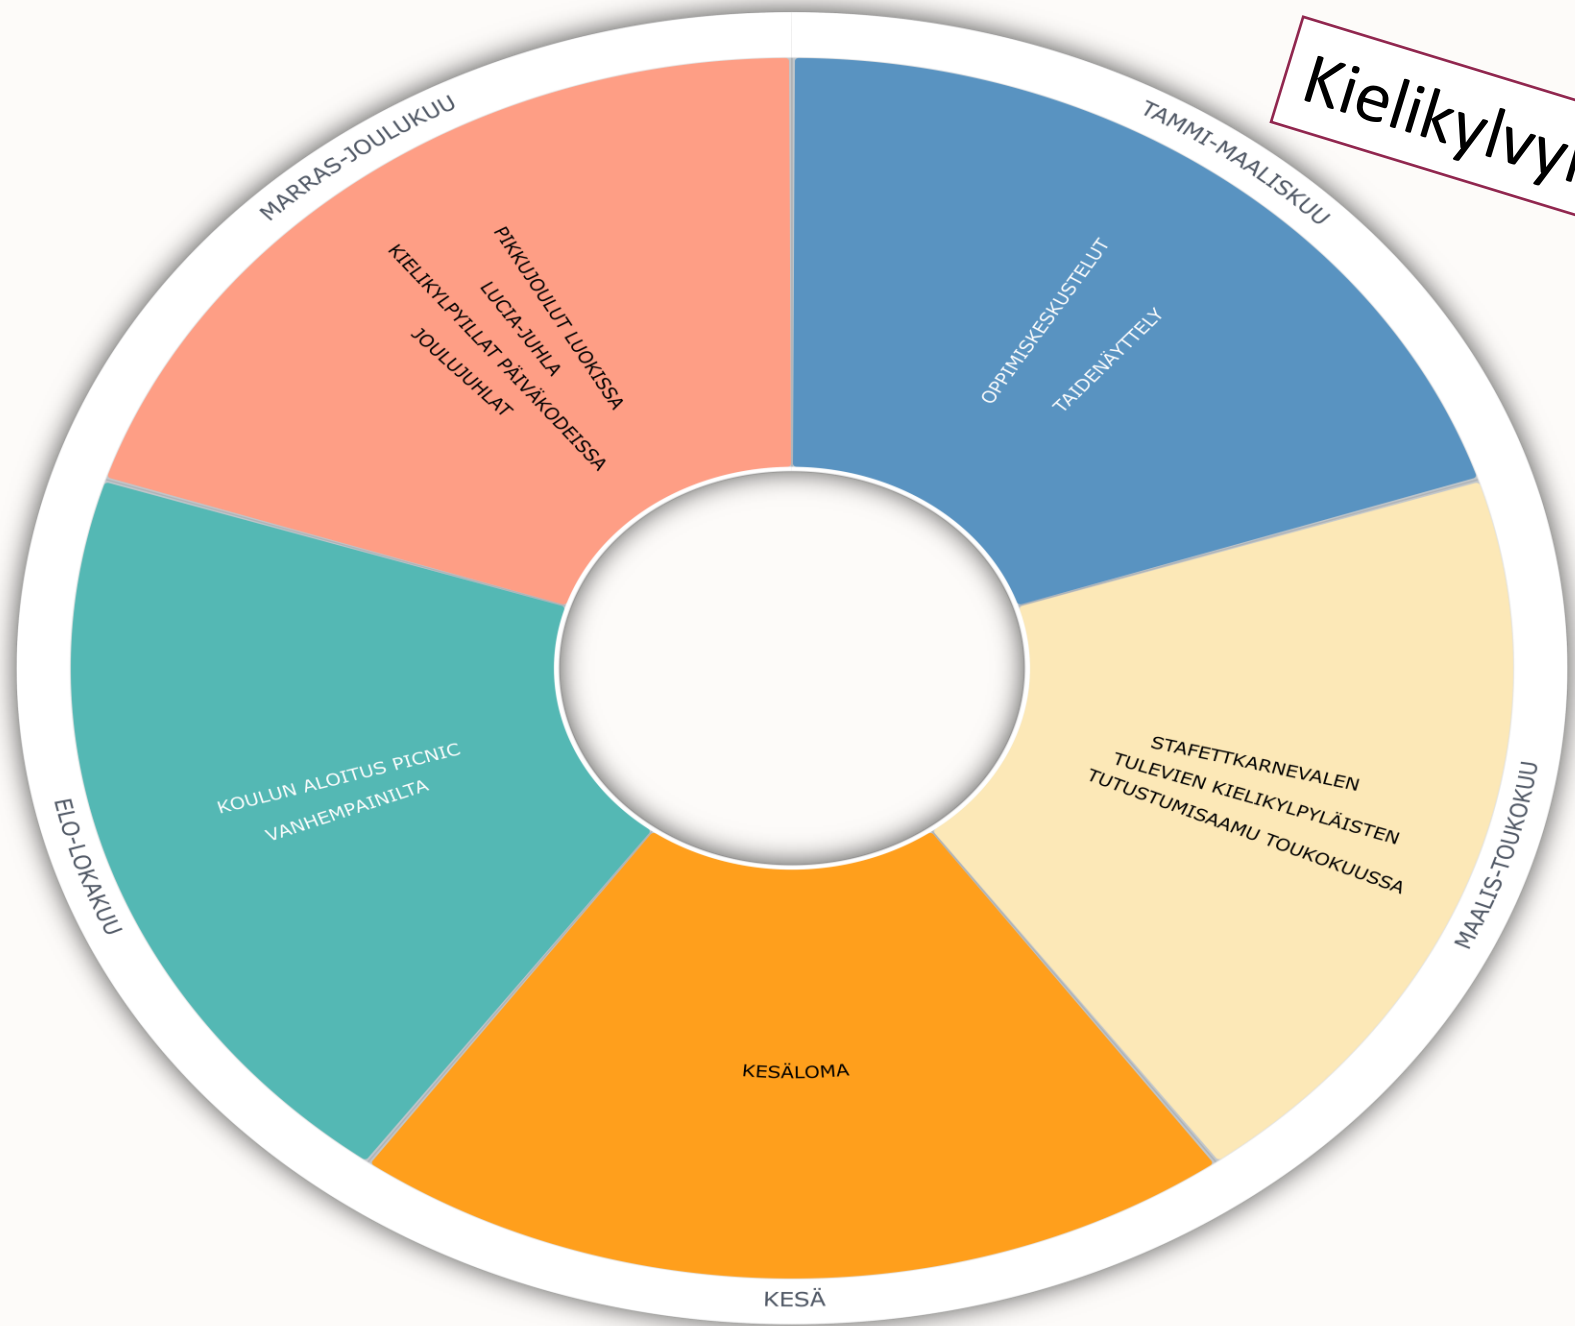 Kielikylvy
TAMMI-MAALISKUU
OPPIMISKESKUSTELUT
TAIDENÄYTTELY
MAALIS-TOUKOKUU
STAFETTKARNEVALEN
TULEVIEN KIELIKYLPYLÄISTEN
TUTUSTUMISAAMU TOUKOKUUSSA
KESÄ
KESÄLOMA
ELO-LOKAKUU
KOULUN ALOITUS PICNIC
VANHEMPAINILTA
MARRAS-JOULUKUU
PIKKUJOULUT LUOKISSA
LUCIA-JUHLA
KIELIKYLPYILLAT PÄIVÄKODEISSA
JOULUJUHLAT